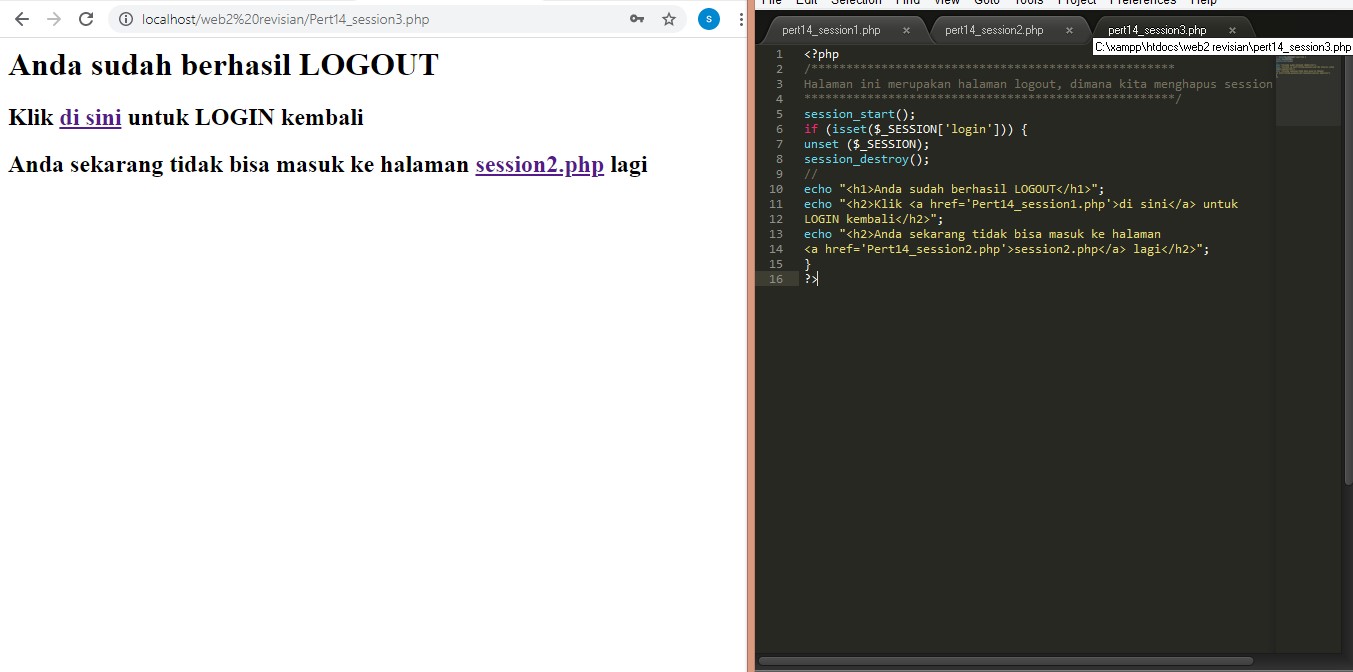 localhost/web2%20revisian/Pert14_session3.php
S
Anda sudah berhasil LOGOUT
Klik di sini untuk LOGIN kembali
Anda sekarang tidak bisa masuk ke halaman session2.php lagi
File Edit Selection Find View Goto Tools Project Preferences Help
pert14_session1.php × pert14_session2.php × pert14_session3.php ×
C:\xampp\htdocs\web2 revisian\pert14_session3.php
1 <?php
2 /****************************************************
3 Halaman ini merupakan halaman logout, dimana kita menghapus session
4 *****************************************************/
5 session_start();
6 if (isset($_SESSION['login'])) {
7 unset ($_SESSION);
8 session_destroy();
9 //
10 echo "<h1>Anda sudah berhasil LOGOUT</h1>";
11 echo "<h2>Klik <a href='Pert14_session1.php'>di sini</a> untuk
12 LOGIN kembali</h2>";
13 echo "<h2>Anda sekarang tidak bisa masuk ke halaman
14 <a href='Pert14_session2.php'>session2.php</a> lagi</h2>";
15 }
16 ?>